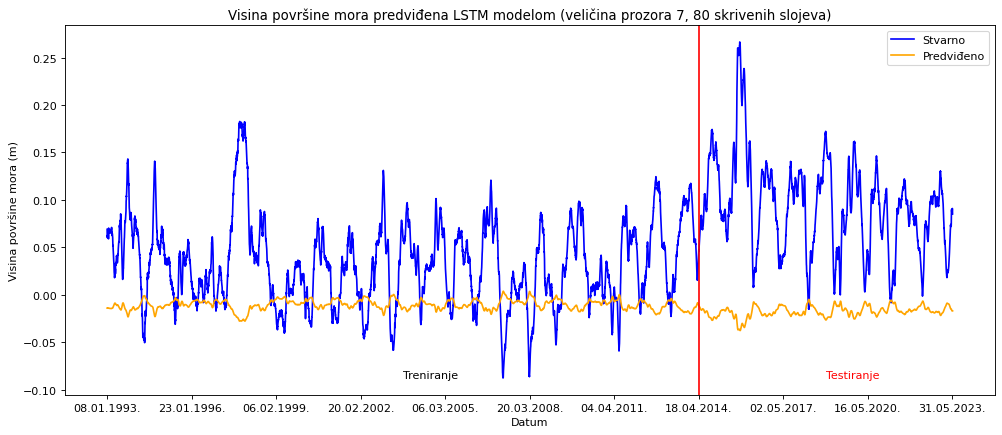 Visina površine mora predviđena LSTM modelom (veličina prozora 7, 80 skrivenih slojeva)
Stvarno
Predviđeno
Visina površine mora (m)
0.25
0.20
0.15
0.10
0.05
0.00
−0.05
−0.10
Treniranje
Testiranje
08.01.1993.
23.01.1996.
06.02.1999.
20.02.2002.
06.03.2005.
20.03.2008.
04.04.2011.
18.04.2014.
02.05.2017.
16.05.2020.
31.05.2023.
Datum